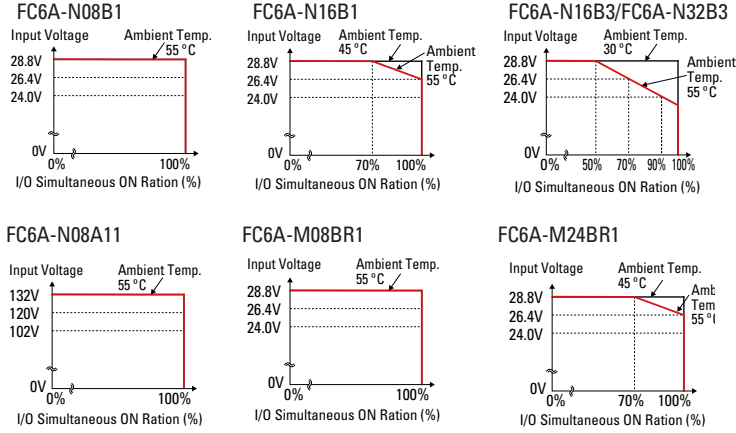 FC6A-N08B1
Input Voltage
Ambient Temp.
55 °C
28.8V
26.4V
24.0V
0V
0%
100%
I/O Simultaneous ON Ration (%)
FC6A-N16B1
Input Voltage
Ambient Temp.
45 °C
Ambient
Temp.
55 °C
28.8V
26.4V
24.0V
0V
0%
70%
100%
I/O Simultaneous ON Ration (%)
FC6A-N16B3/FC6A-N32B3
Input Voltage
Ambient Temp.
30 °C
Ambient
Temp.
55 °C
28.8V
26.4V
24.0V
0V
0%
50%
70%
90%
100%
I/O Simultaneous ON Ration (%)
FC6A-N08A11
Input Voltage
Ambient Temp.
55 °C
132V
120V
102V
0V
0%
100%
I/O Simultaneous ON Ration (%)
FC6A-M08BR1
Input Voltage
Ambient Temp.
55 °C
28.8V
26.4V
24.0V
0V
0%
100%
I/O Simultaneous ON Ration (%)
FC6A-M24BR1
Input Voltage
Ambient Temp.
45 °C
Amb
Tem
55 °
28.8V
26.4V
24.0V
0V
0%
70%
100%
I/O Simultaneous ON Ration (%)